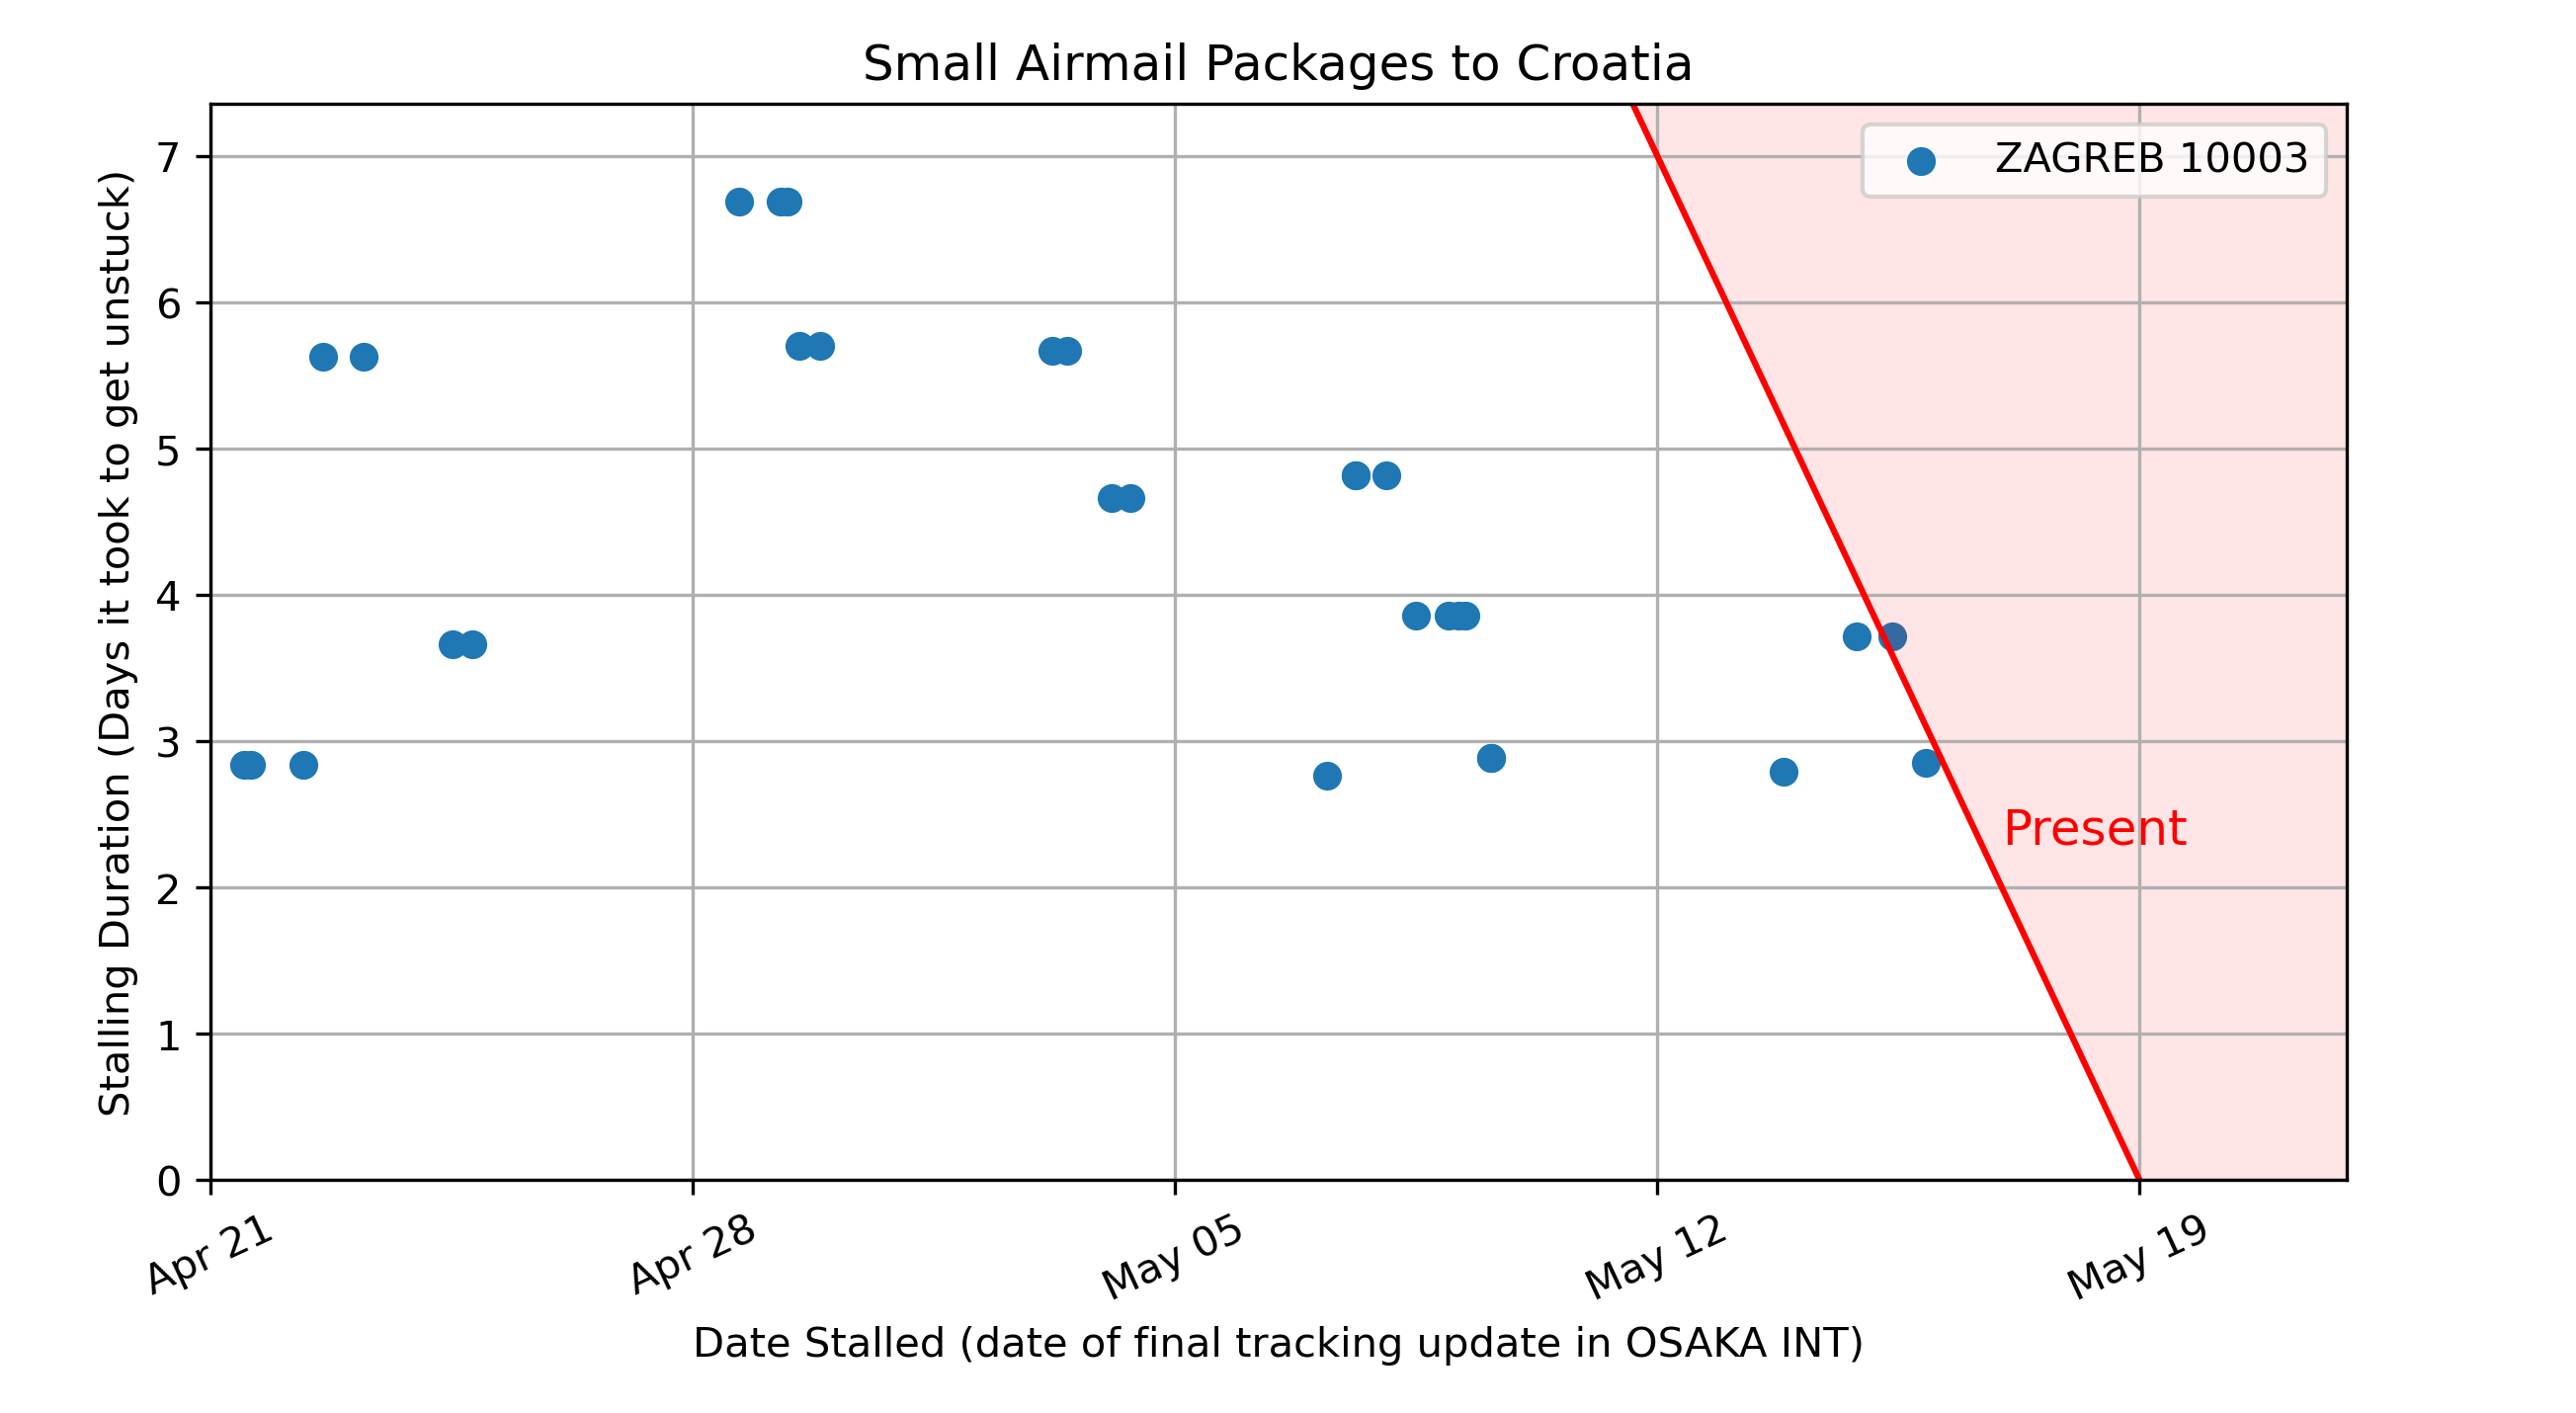 Small Airmail Packages to Croatia
ZAGREB 10003
Stalling Duration (Days it took to get unstuck)
7
6
5
4
3
2
1
0
Present
Apr 21
Apr 28
May 05
May 12
May 19
Date Stalled (date of final tracking update in OSAKA INT)